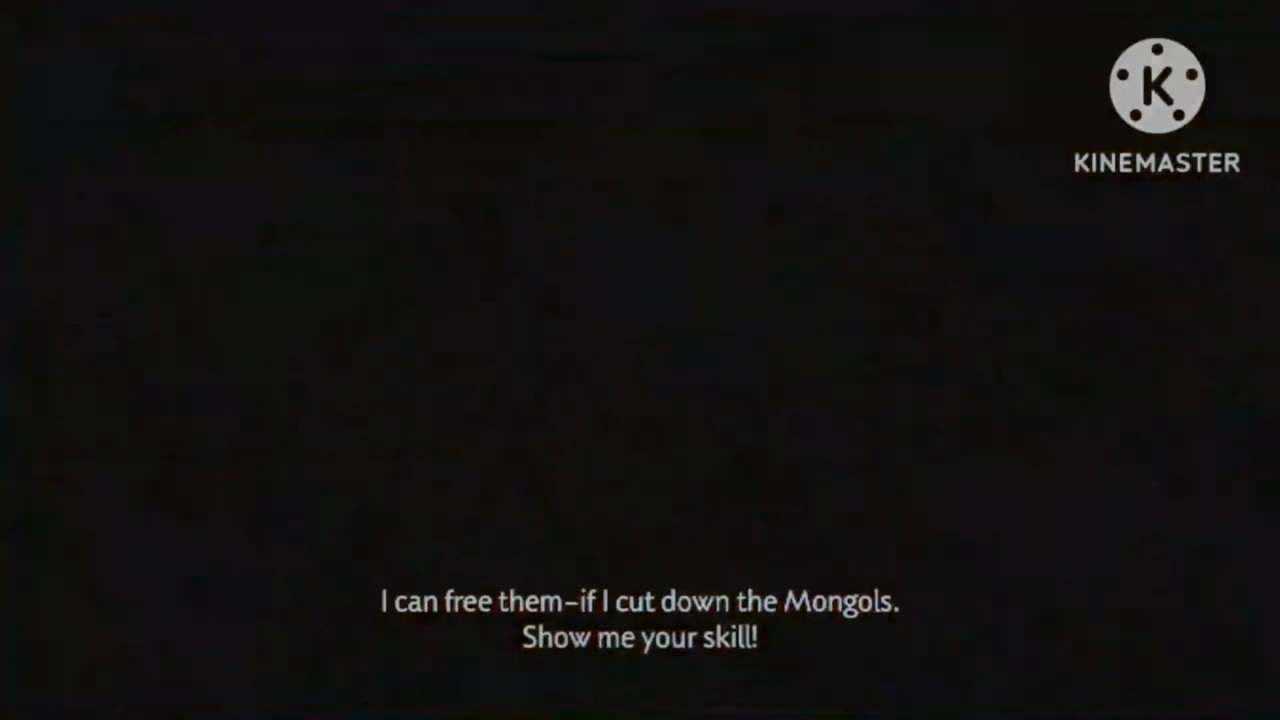 K
KINEMASTER
I can free them–if I cut down the Mongols.
Show me your skill!